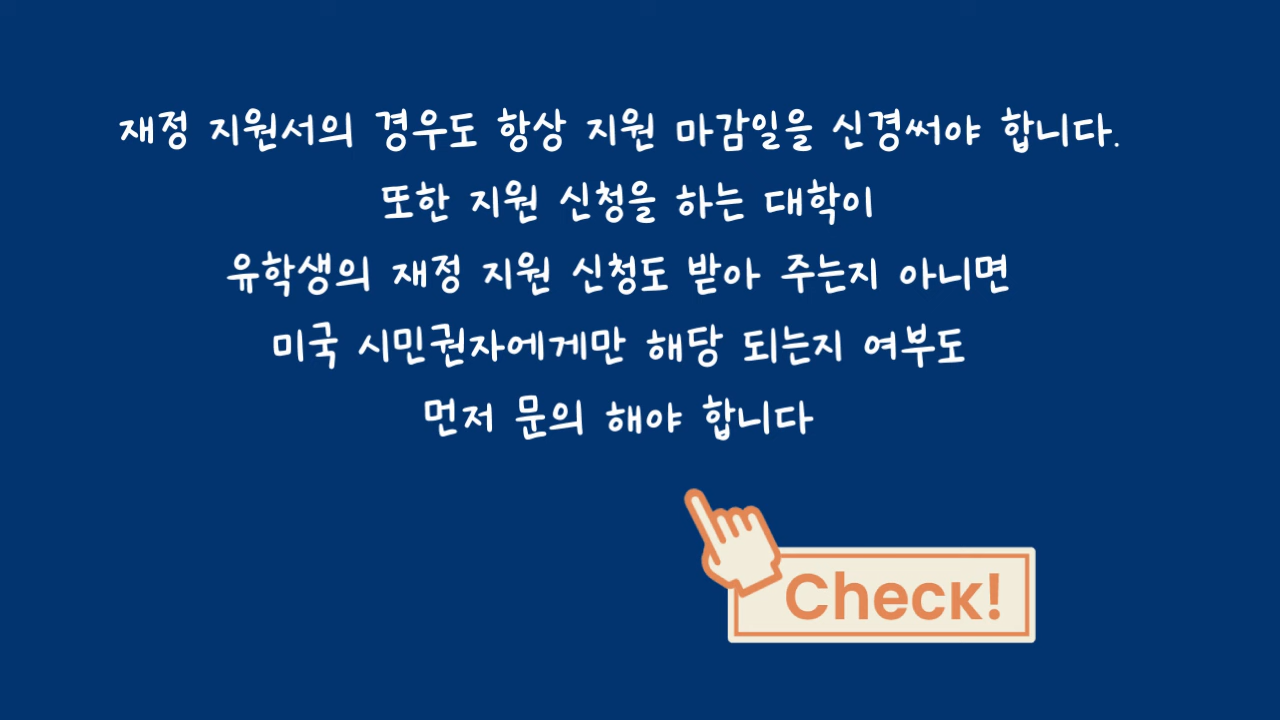 재정 지원서의 경우도 항상 지원 마감일을 신경써야 합니다.
또한 지원 신청을 하는 대학이
유학생의 재정 지원 신청도 받아 주는지 아니면
미국 시민권자에게만 해당 되는지 여부도
먼저 문의 해야 합니다
Check!